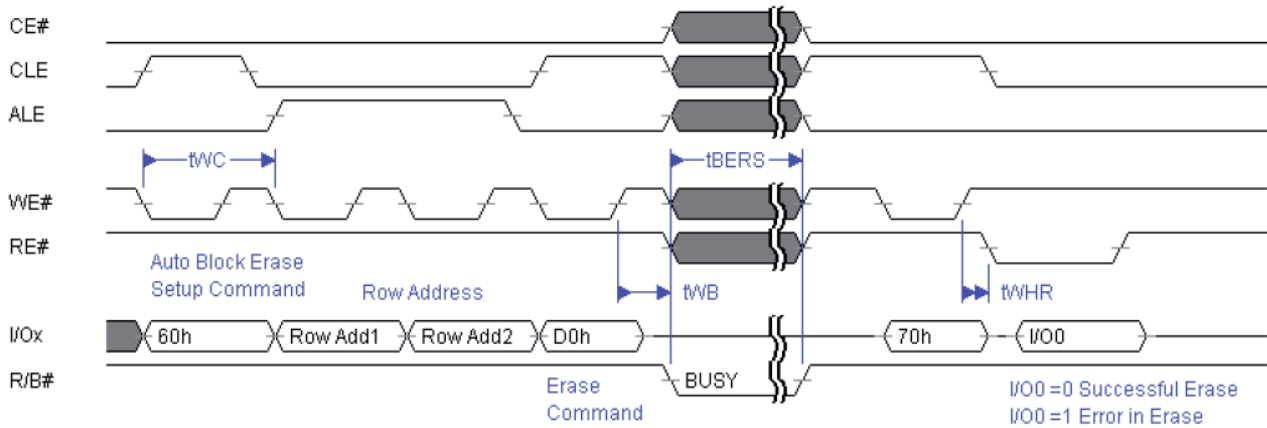 CE#
CLE
ALE
tWC
tBERS
WE#
RE#
Auto Block Erase
Setup Command
Row Address
tWB
tWHR
I/Ox
60h
Row Add1
Row Add2
D0h
70h
I/O0
R/B#
BUSY
Erase
Command
I/O0 =0 Successful Erase
I/O0 =1 Error in Erase